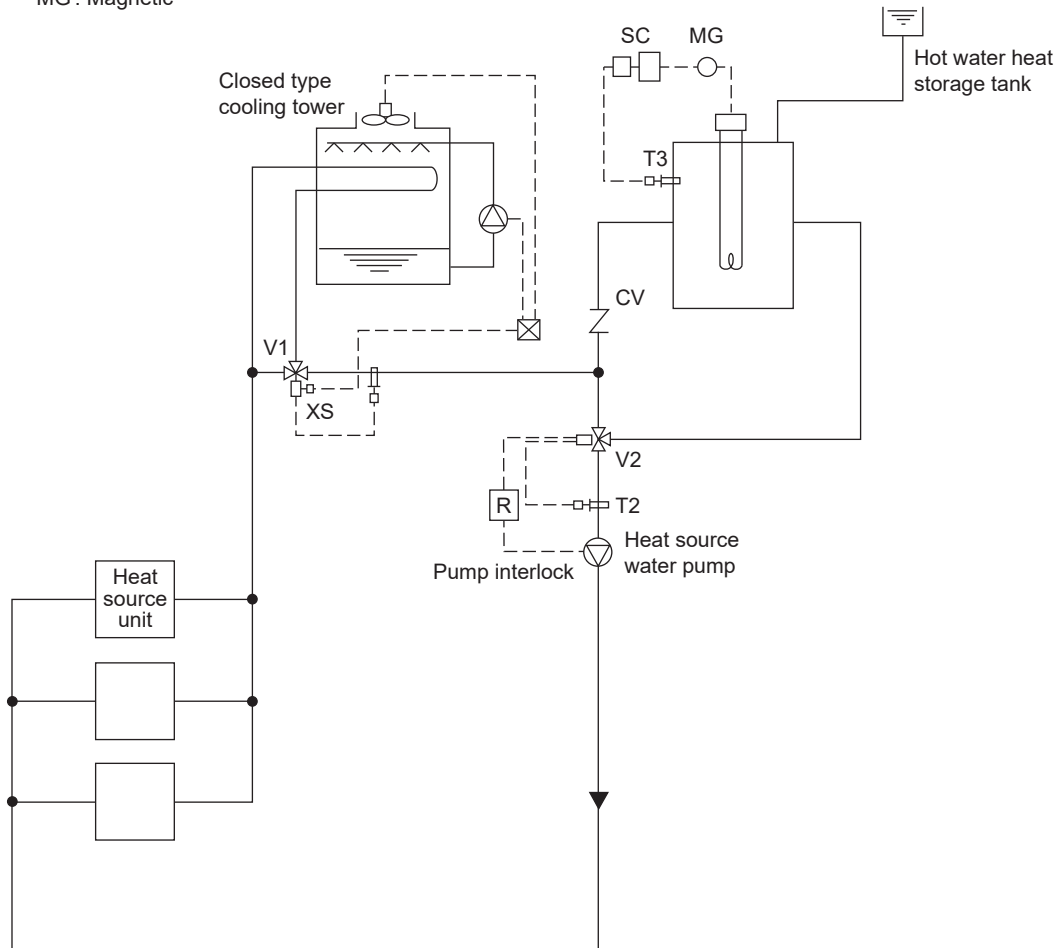 MG : Magnetic
SC
MG
Hot water heat
storage tank
Closed type
cooling tower
T3
CV
V1
XS
V2
R
T2
Heat source
water pump
Pump interlock
Heat
source
unit